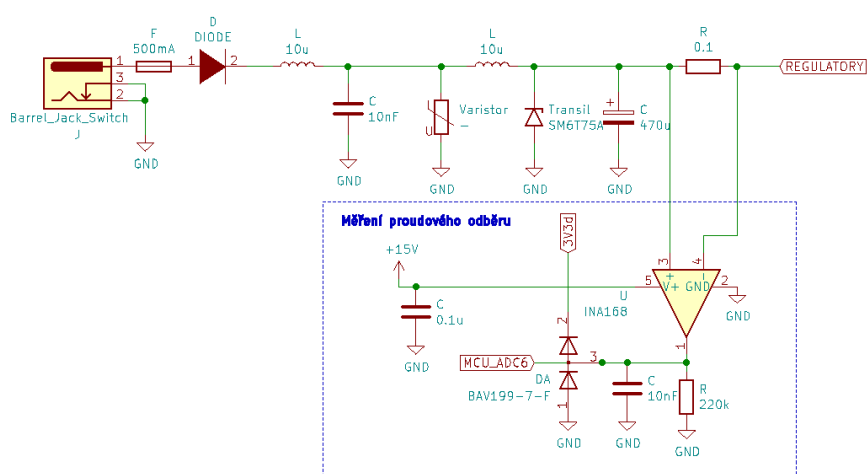 F
500mA
D
DIODE
L
10u
L
10u
R
0.1
REGULATORY
1
3
2
1
2
Barrel_Jack_Switch
J
GND
C
10nF
GND
U
Varistor
-
GND
Transil
SM6T75A
GND
+
C
470u
GND
Měření proudového odběru
3V3d
+15V
C
0.1u
GND
3
4
+
-
5
V+
GND
2
GND
U
INA168
1
MCU_ADC6
2
3
DA
BAV199-7-F
1
GND
C
10nF
GND
R
220k
GND